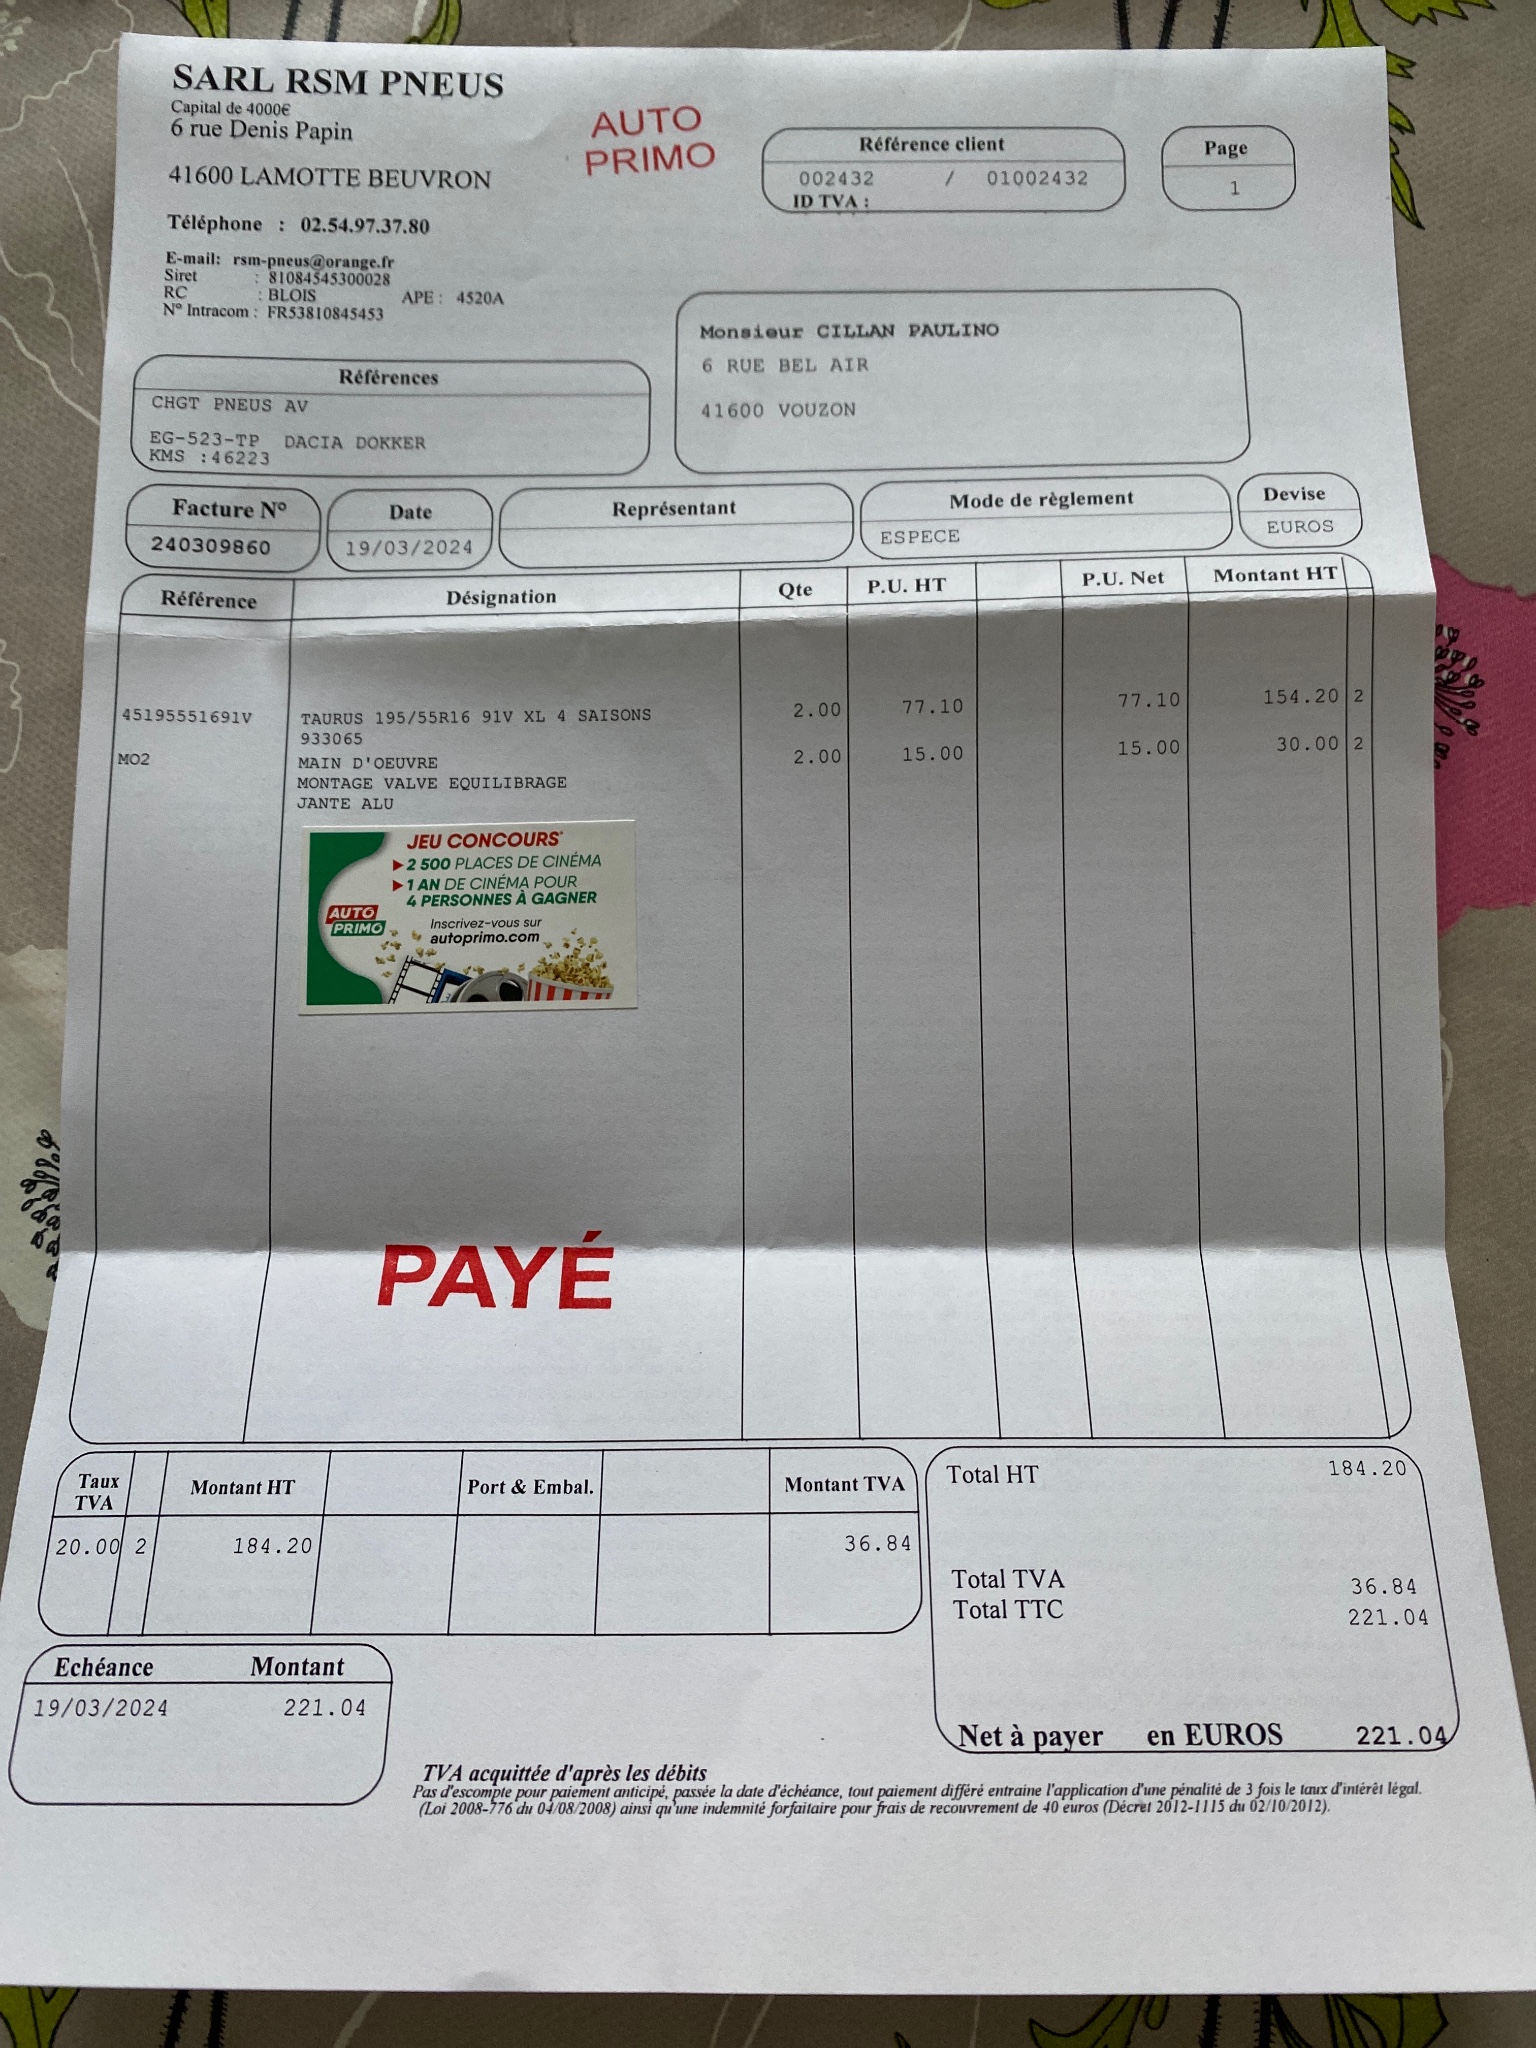 SARL RSM PNEUS
Capital de 4000€
6 rue Denis Papin
41600 LAMOTTE BEUVRON
Téléphone : 02.54.97.37.80
E-mail: rsm-pneus@orange.fr
Siret : 81084545300028
RC : BLOIS APE : 4520A
N° Intracom : FR53810845453
AUTO
PRIMO
Référence client
002432 / 01002432
ID TVA :
Page
1
Monsieur CILLAN PAULINO
6 RUE BEL AIR
41600 VOUZON
Références
CHGT PNEUS AV
EG-523-TP DACIA DOKKER
KMS :46223
Facture N° Date Représentant Mode de règlement Devise
240309860 19/03/2024 ESPECE EUROS
Référence Désignation Qte P.U. HT P.U. Net Montant HT
45195551691V TAURUS 195/55R16 91V XL 4 SAISONS 2.00 77.10 77.10 154.20 2
933065
MO2 MAIN D'OEUVRE 2.00 15.00 15.00 30.00 2
MONTAGE VALVE EQUILIBRAGE
JANTE ALU
JEU CONCOURS*
2 500 PLACES DE CINÉMA
1 AN DE CINÉMA POUR
4 PERSONNES À GAGNER
AUTO
PRIMO
Inscrivez-vous sur
autoprimo.com
PAYÉ
Taux TVA Montant HT Port & Embal. Montant TVA
20.00 2 184.20 36.84
Total HT 184.20
Total TVA 36.84
Total TTC 221.04
Net à payer en EUROS 221.04
Echéance Montant
19/03/2024 221.04
TVA acquittée d'après les débits
Pas d'escompte pour paiement anticipé, passée la date d'échéance, tout paiement différé entraine l'application d'une pénalité de 3 fois le taux d'intérêt légal.
(Loi 2008-776 du 04/08/2008) ainsi qu'une indemnité forfaitaire pour frais de recouvrement de 40 euros (Décret 2012-1115 du 02/10/2012).